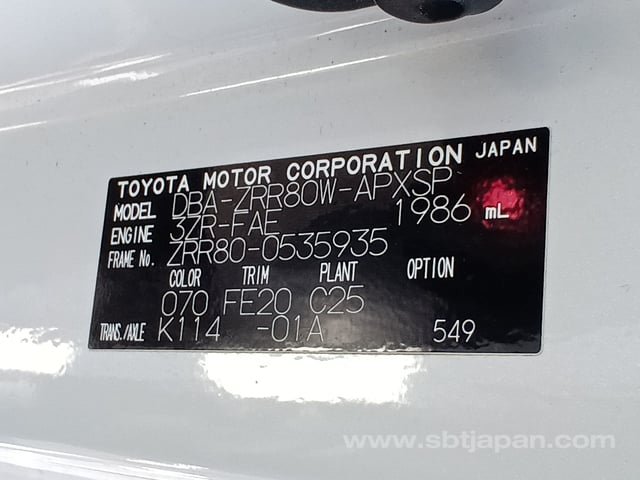 TOYOTA MOTOR CORPORATION JAPAN
MODEL DBA-ZRR80W-APXSP
ENGINE 3ZR-FAE 1986 mL
FRAME No. ZRR80-0535935
COLOR TRIM PLANT OPTION
070 FE20 C25
TRANS./AXLE K114 -01A 549
www.sbtjapan.com